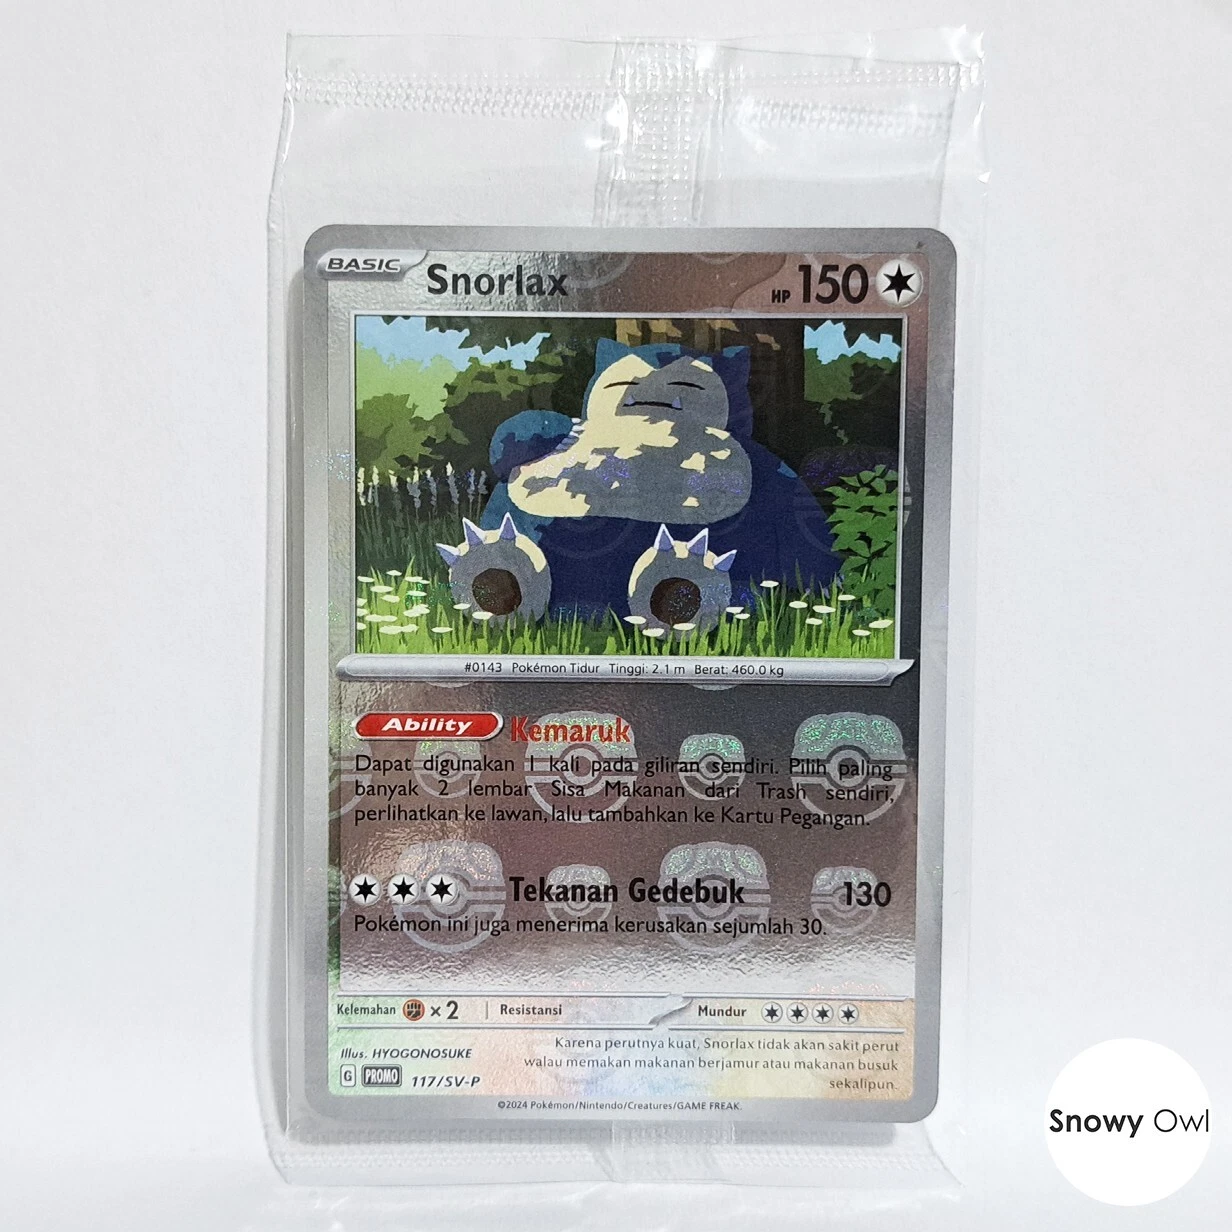 BASIC Snorlax HP 150
#0143 Pokémon Tidur Tinggi: 2.1 m Berat: 460.0 kg
Ability Kemaruk
Dapat digunakan 1 kali pada giliran sendiri. Pilih paling
banyak 2 lembar Sisa Makanan dari Trash sendiri,
perlihatkan ke lawan, lalu tambahkan ke Kartu Pegangan.
Tekanan Gedebuk 130
Pokémon ini juga menerima kerusakan sejumlah 30.
Kelemahan × 2 Resistansi Mundur
Karena perutnya kuat, Snorlax tidak akan sakit perut
walau memakan makanan berjamur atau makanan busuk
sekalipun.
Illus. HYOGONOSUKE
G PROMO 117/SV-P
©2024 Pokémon/Nintendo/Creatures/GAME FREAK.
Snowy Owl